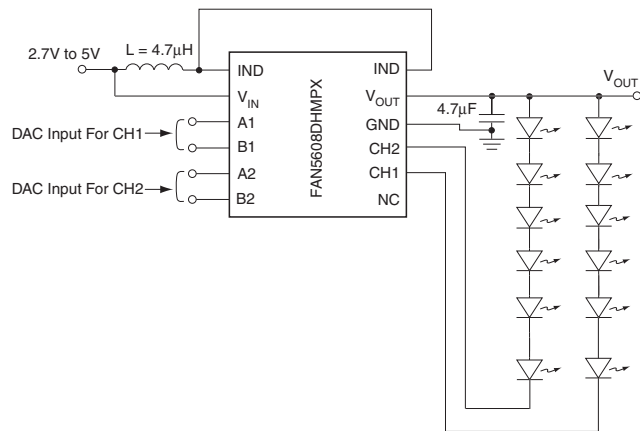 L = 4.7μH
2.7V to 5V
IND
IND
V_IN
V_OUT
V_OUT
4.7μF
A1
GND
DAC Input For CH1
B1
CH2
A2
CH1
DAC Input For CH2
B2
NC
FAN5608DHMPX